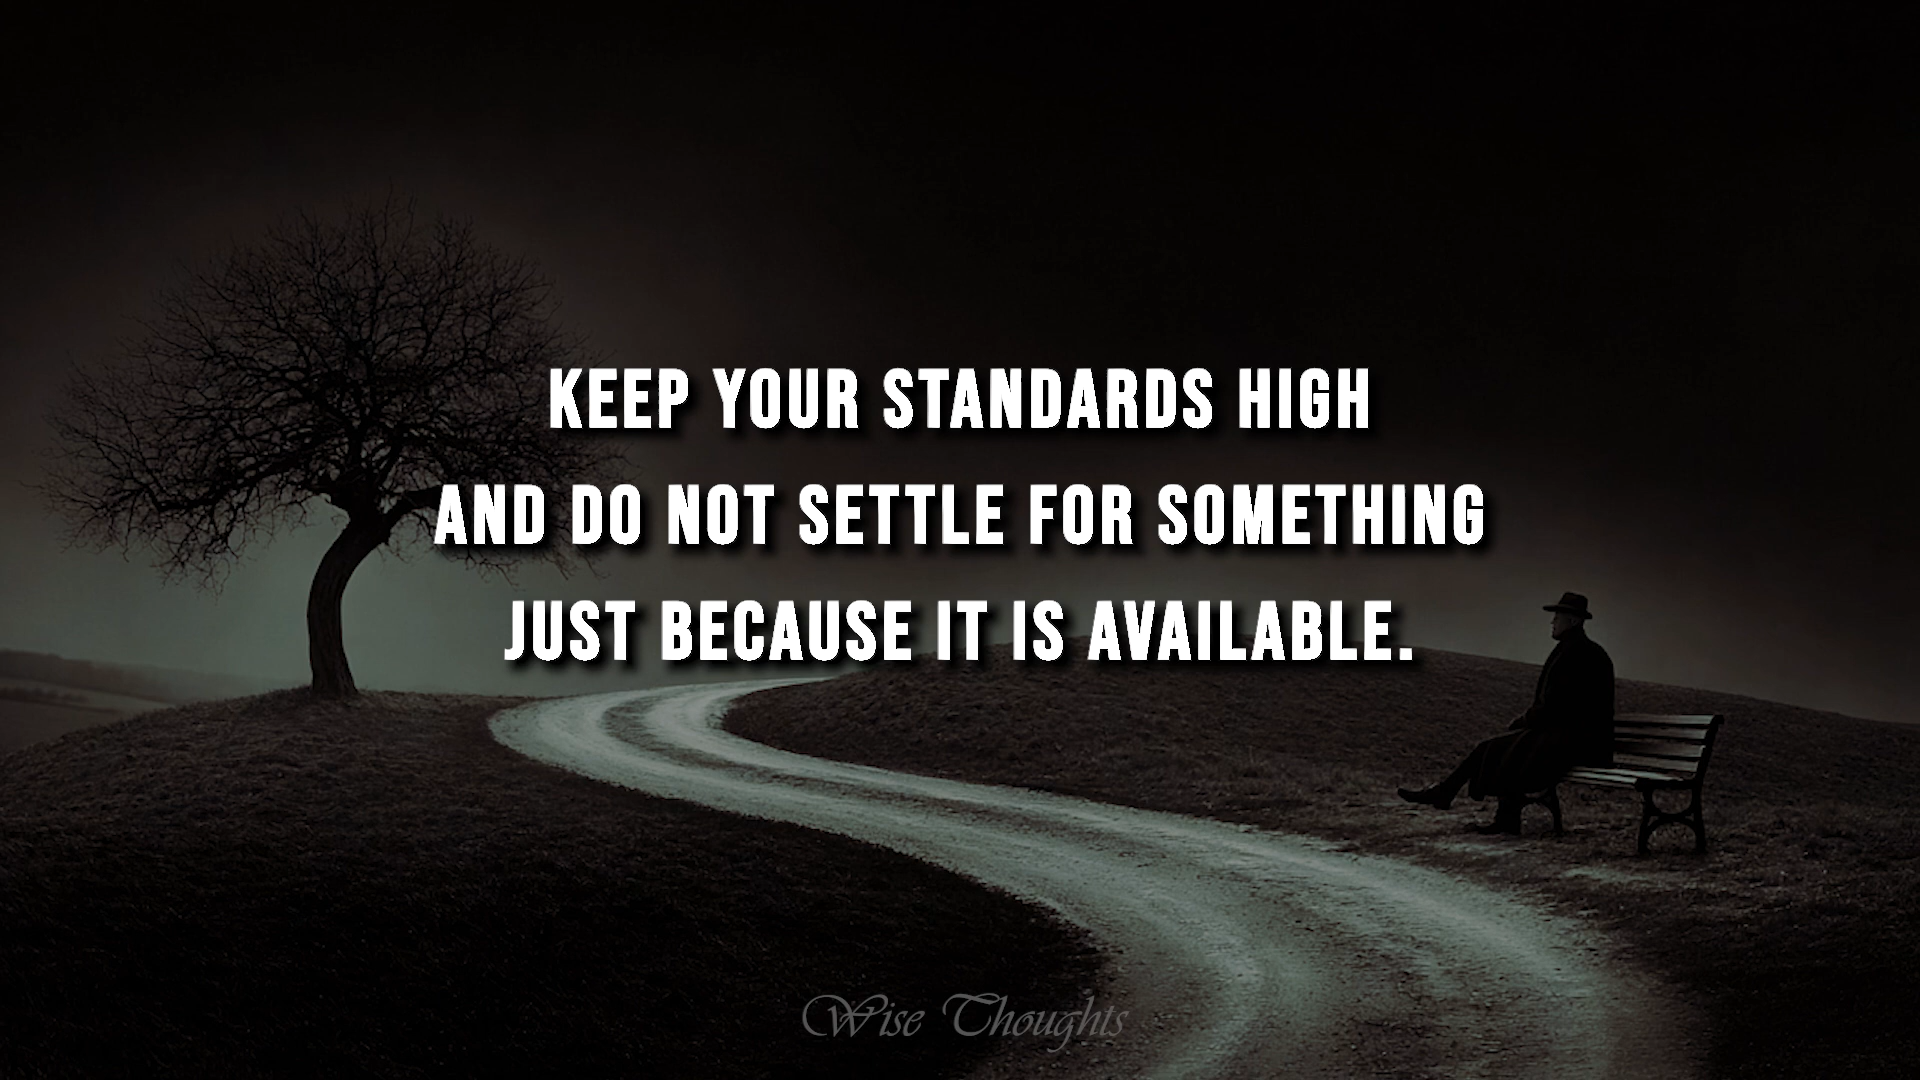 KEEP YOUR STANDARDS HIGH
AND DO NOT SETTLE FOR SOMETHING
JUST BECAUSE IT IS AVAILABLE.
Wise Thoughts